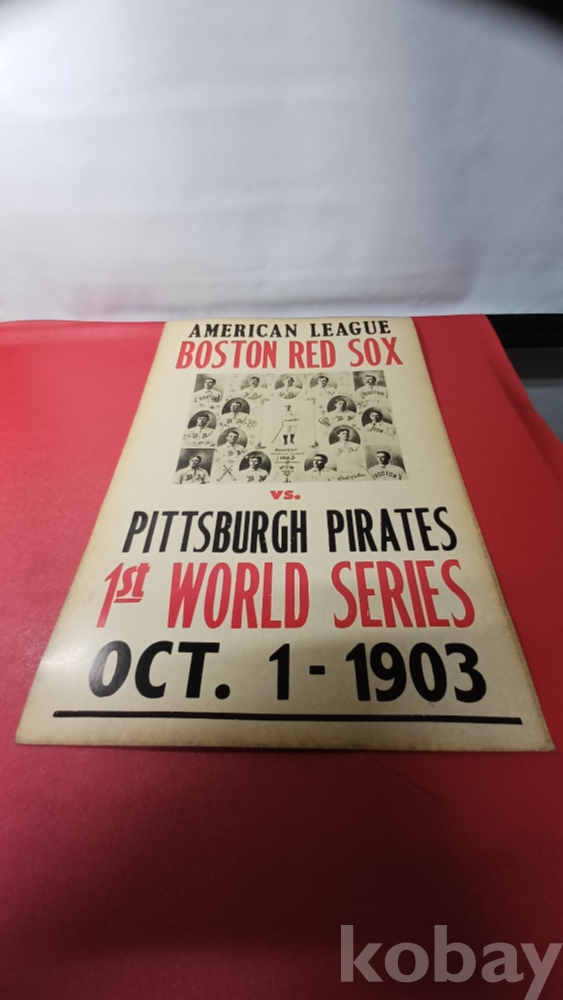 AMERICAN LEAGUE
BOSTON RED SOX
vs.
PITTSBURGH PIRATES
1st WORLD SERIES
OCT. 1 - 1903
kobay